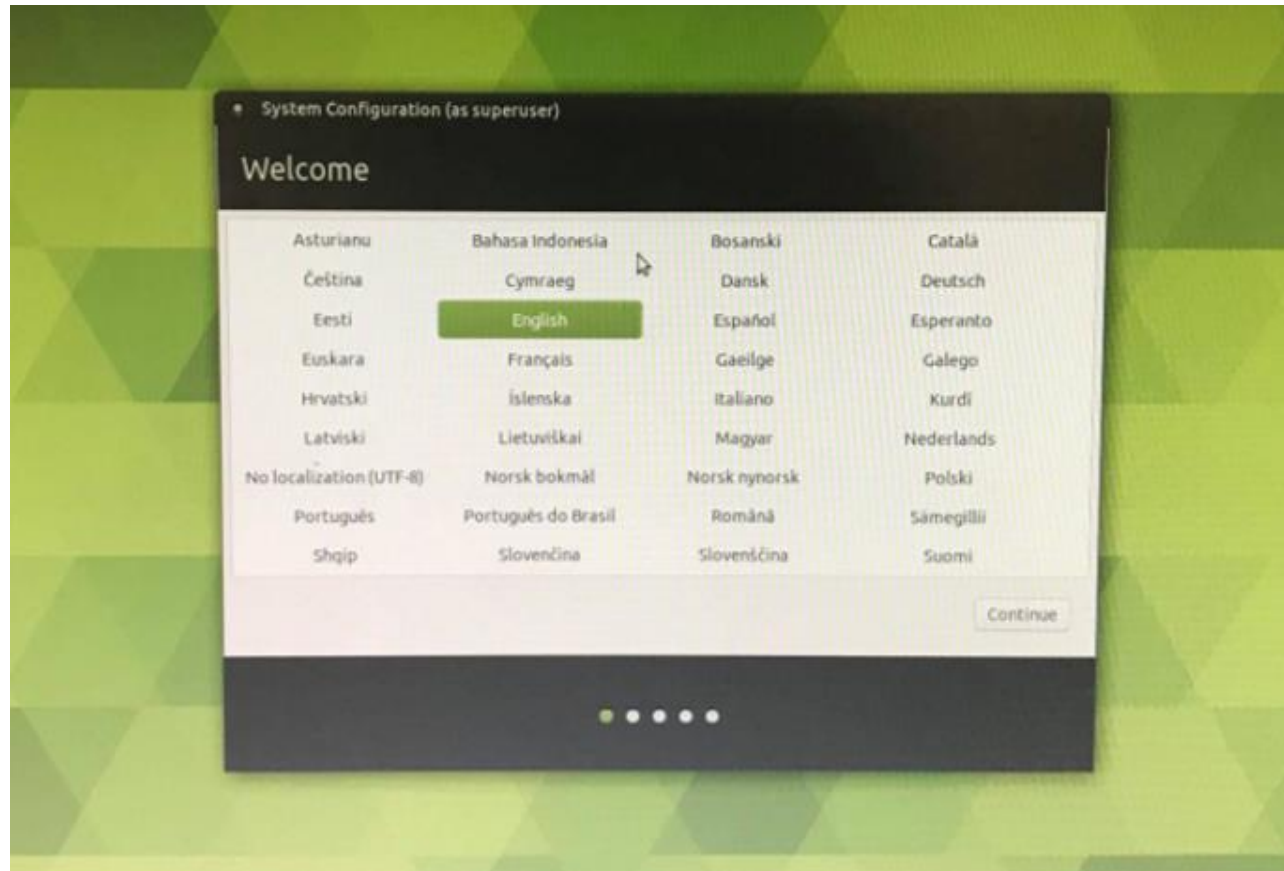 System Configuration (as superuser)
Welcome
Asturianu Bahasa Indonesia Bosanski Català
Čeština Cymraeg Dansk Deutsch
Eesti English Español Esperanto
Euskara Français Gaeilge Galego
Hrvatski Íslenska Italiano Kurdî
Latviski Lietuviškai Magyar Nederlands
No localization (UTF-8) Norsk bokmål Norsk nynorsk Polski
Português Português do Brasil Română Sámegillii
Shqip Slovenčina Slovenščina Suomi
Continue